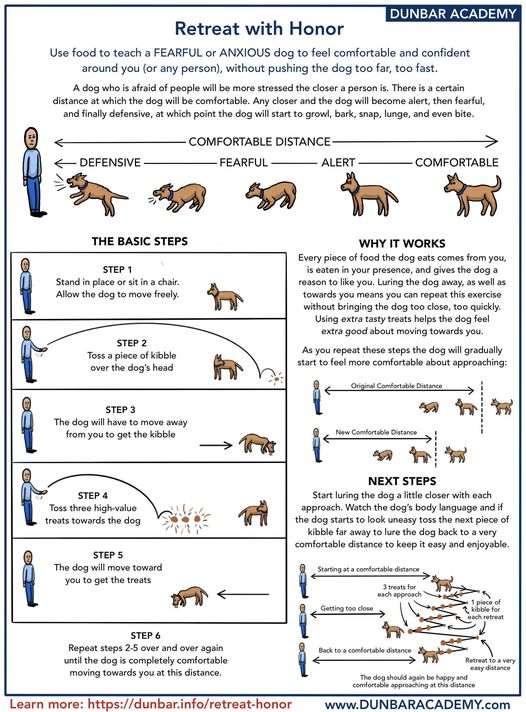 DUNBAR ACADEMY
Retreat with Honor
Use food to teach a FEARFUL or ANXIOUS dog to feel comfortable and confident
around you (or any person), without pushing the dog too far, too fast.
A dog who is afraid of people will be more stressed the closer a person is. There is a certain
distance at which the dog will be comfortable. Any closer and the dog will become alert, then fearful,
and finally defensive, at which point the dog will start to growl, bark, snap, lunge, and even bite.
COMFORTABLE DISTANCE
DEFENSIVE FEARFUL ALERT COMFORTABLE
THE BASIC STEPS
STEP 1
Stand in place or sit in a chair.
Allow the dog to move freely.
STEP 2
Toss a piece of kibble
over the dog's head
STEP 3
The dog will have to move away
from you to get the kibble
STEP 4
Toss three high-value
treats towards the dog
STEP 5
The dog will move toward
you to get the treats
STEP 6
Repeat steps 2-5 over and over again
until the dog is completely comfortable
moving towards you at this distance.
WHY IT WORKS
Every piece of food the dog eats comes from you,
is eaten in your presence, and gives the dog a
reason to like you. Luring the dog away, as well as
towards you means you can repeat this exercise
without bringing the dog too close, too quickly.
Using extra tasty treats helps the dog feel
extra good about moving towards you.
As you repeat these steps the dog will gradually
start to feel more comfortable about approaching:
Original Comfortable Distance
New Comfortable Distance
NEXT STEPS
Start luring the dog a little closer with each
approach. Watch the dog's body language and if
the dog starts to look uneasy toss the next piece of
kibble far away to lure the dog back to a very
comfortable distance to keep it easy and enjoyable.
Starting at a comfortable distance
3 treats for
each approach
1 piece of
kibble for
each retreat
Getting too close
Back to a comfortable distance
Retreat to a very
easy distance
The dog should again be happy and
comfortable approaching at this distance
Learn more: https://dunbar.info/retreat-honor
www.DUNBARACADEMY.com